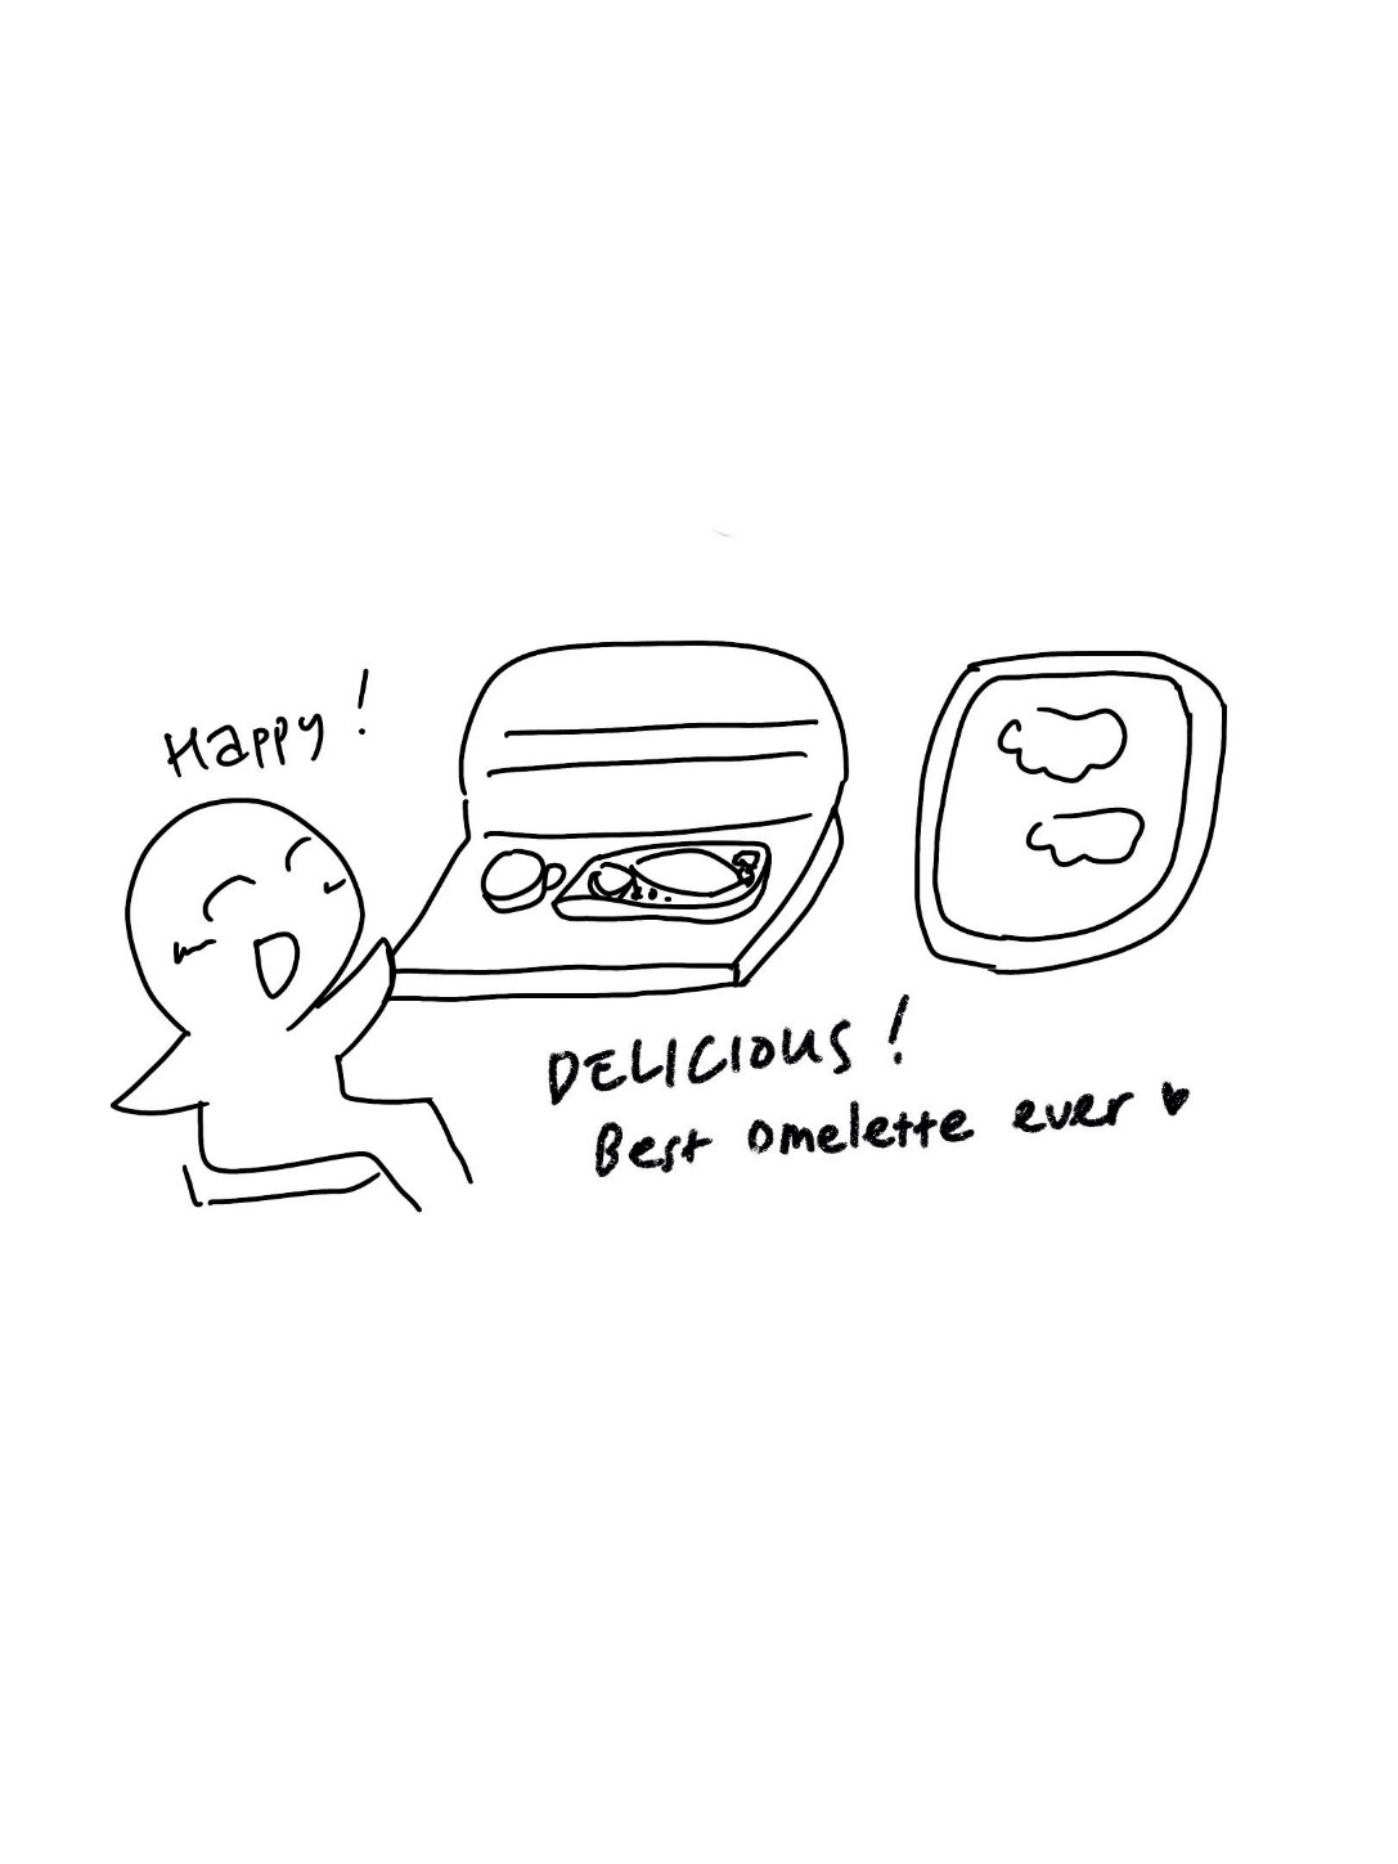 Happy!
DELICIOUS!
Best omelette ever ♥